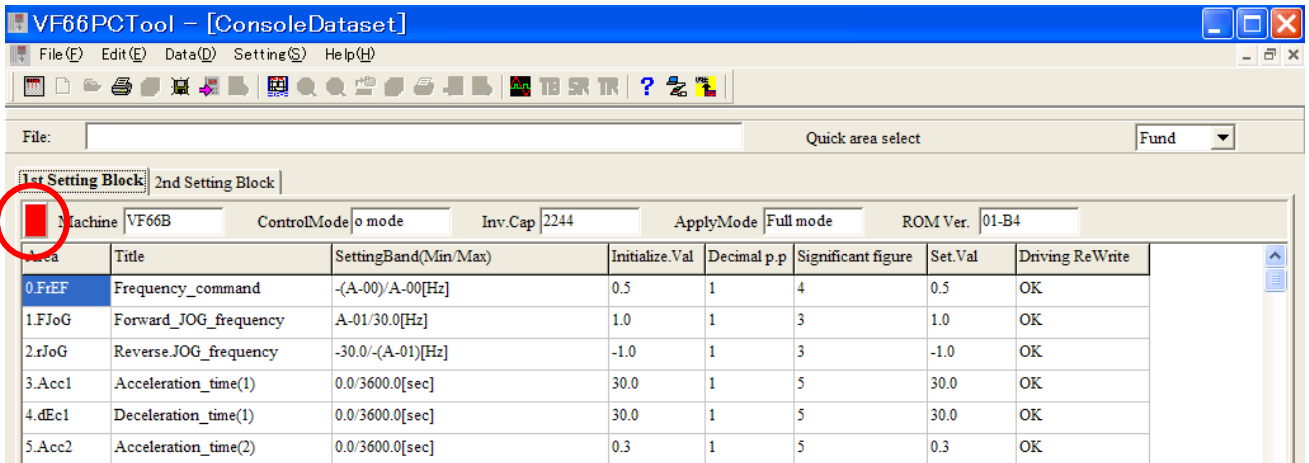 VF66PCTool - [ConsoleDataset]
File(F) Edit(E) Data(D) Setting(S) Help(H)
TB SR TR ?
File: Quick area select Fund
1st Setting Block 2nd Setting Block
Machine VF66B ControlMode o mode Inv.Cap 2244 ApplyMode Full mode ROM Ver. 01-B4
Area Title SettingBand(Min/Max) Initialize.Val Decimal p.p Significant figure Set.Val Driving ReWrite
0.FrEF Frequency_command -(A-00)/A-00[Hz] 0.5 1 4 0.5 OK
1.FJoG Forward_JOG_frequency A-01/30.0[Hz] 1.0 1 3 1.0 OK
2.rJoG Reverse.JOG_frequency -30.0/-(A-01)[Hz] -1.0 1 3 -1.0 OK
3.Acc1 Acceleration_time(1) 0.0/3600.0[sec] 30.0 1 5 30.0 OK
4.dEc1 Deceleration_time(1) 0.0/3600.0[sec] 30.0 1 5 30.0 OK
5.Acc2 Acceleration_time(2) 0.0/3600.0[sec] 0.3 1 5 0.3 OK